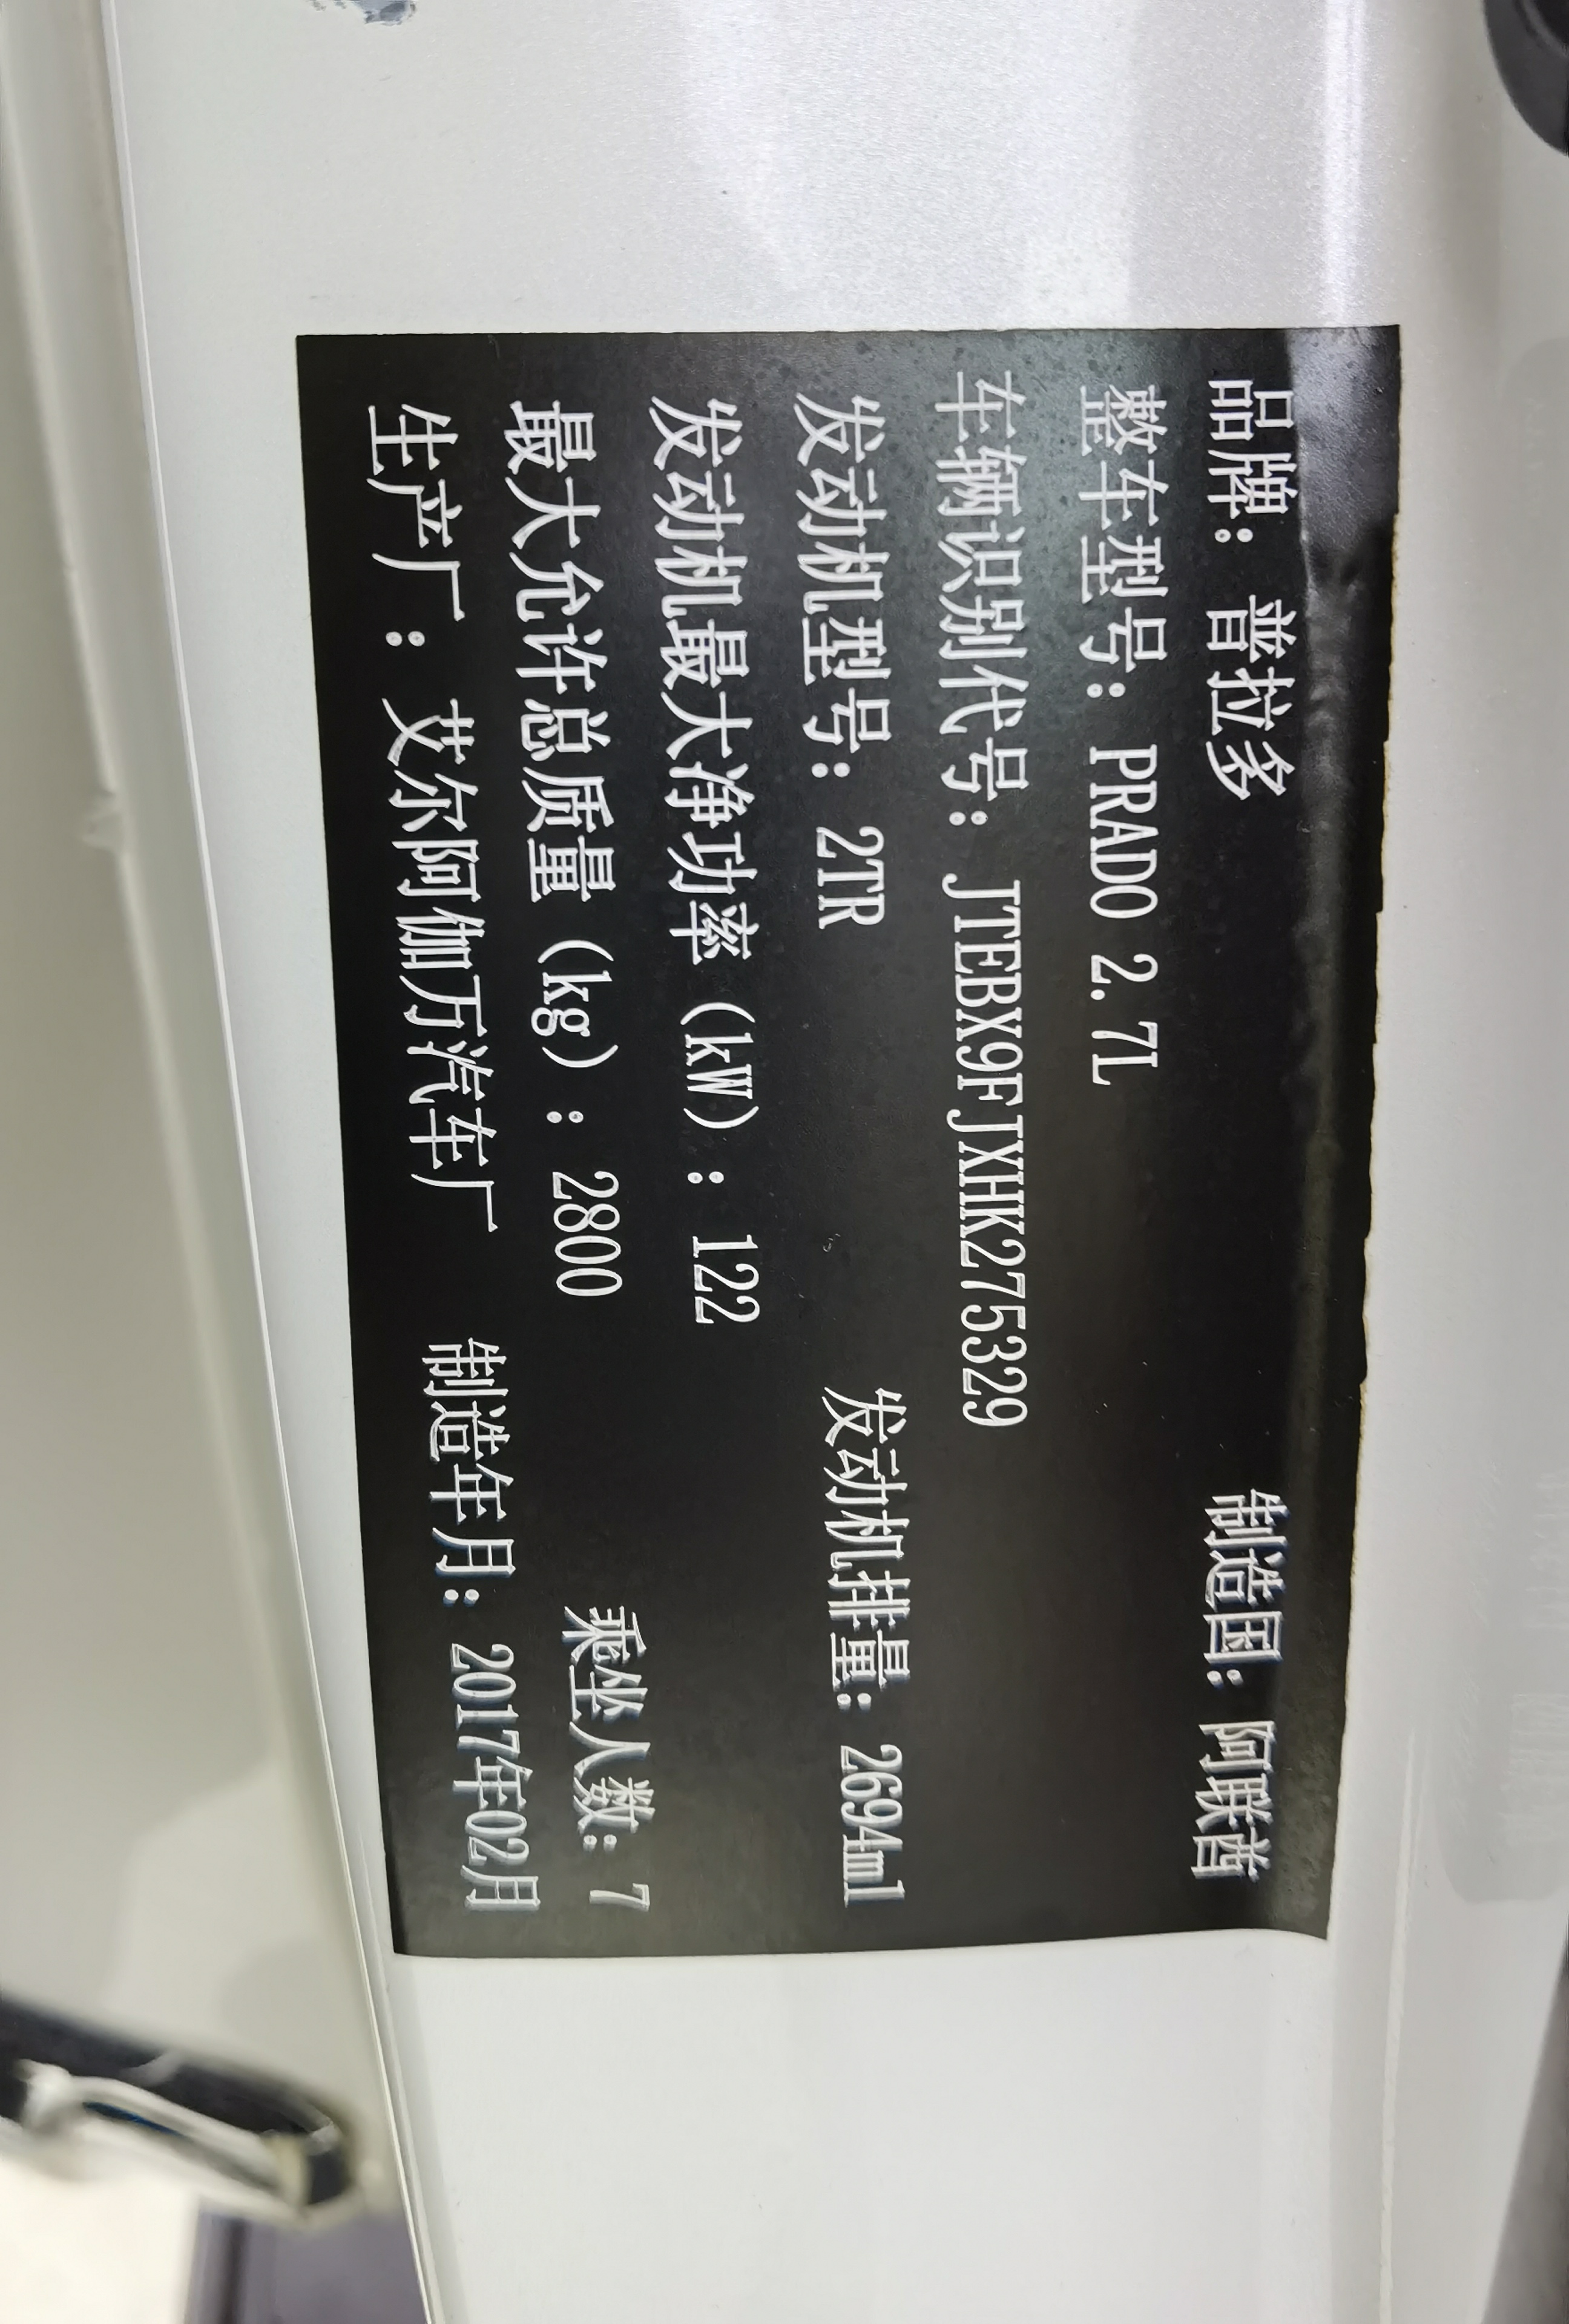 品牌：普拉多 制造国：阿联酋
整车型号：PRADO 2.7L
车辆识别代号：JTEBX9FJXHK275329
发动机型号：2TR 发动机排量：2694ml
发动机最大净功率（kW）：122
最大允许总质量（kg）：2800 乘坐人数：7
生产厂：艾尔阿伽万汽车厂 制造年月：2017年02月